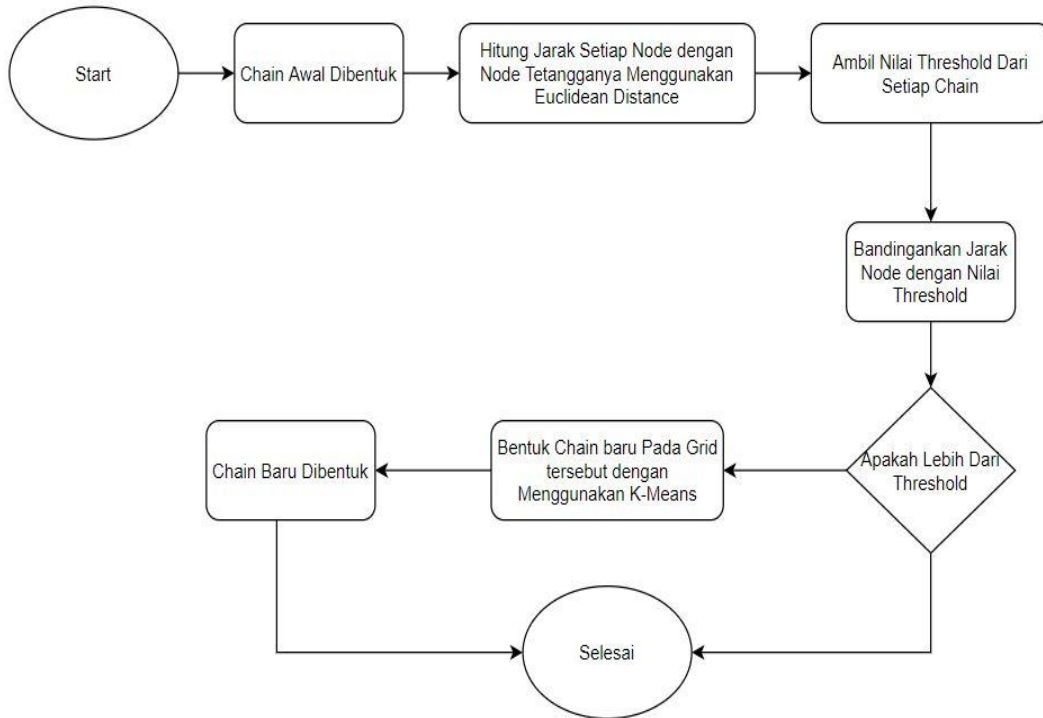 Start
Chain Awal Dibentuk
Hitung Jarak Setiap Node dengan
Node Tetangganya Menggunakan
Euclidean Distance
Ambil Nilai Threshold Dari
Setiap Chain
Bandingankan Jarak
Node dengan Nilai
Threshold
Apakah Lebih Dari
Threshold
Bentuk Chain baru Pada Grid
tersebut dengan
Menggunakan K-Means
Chain Baru Dibentuk
Selesai